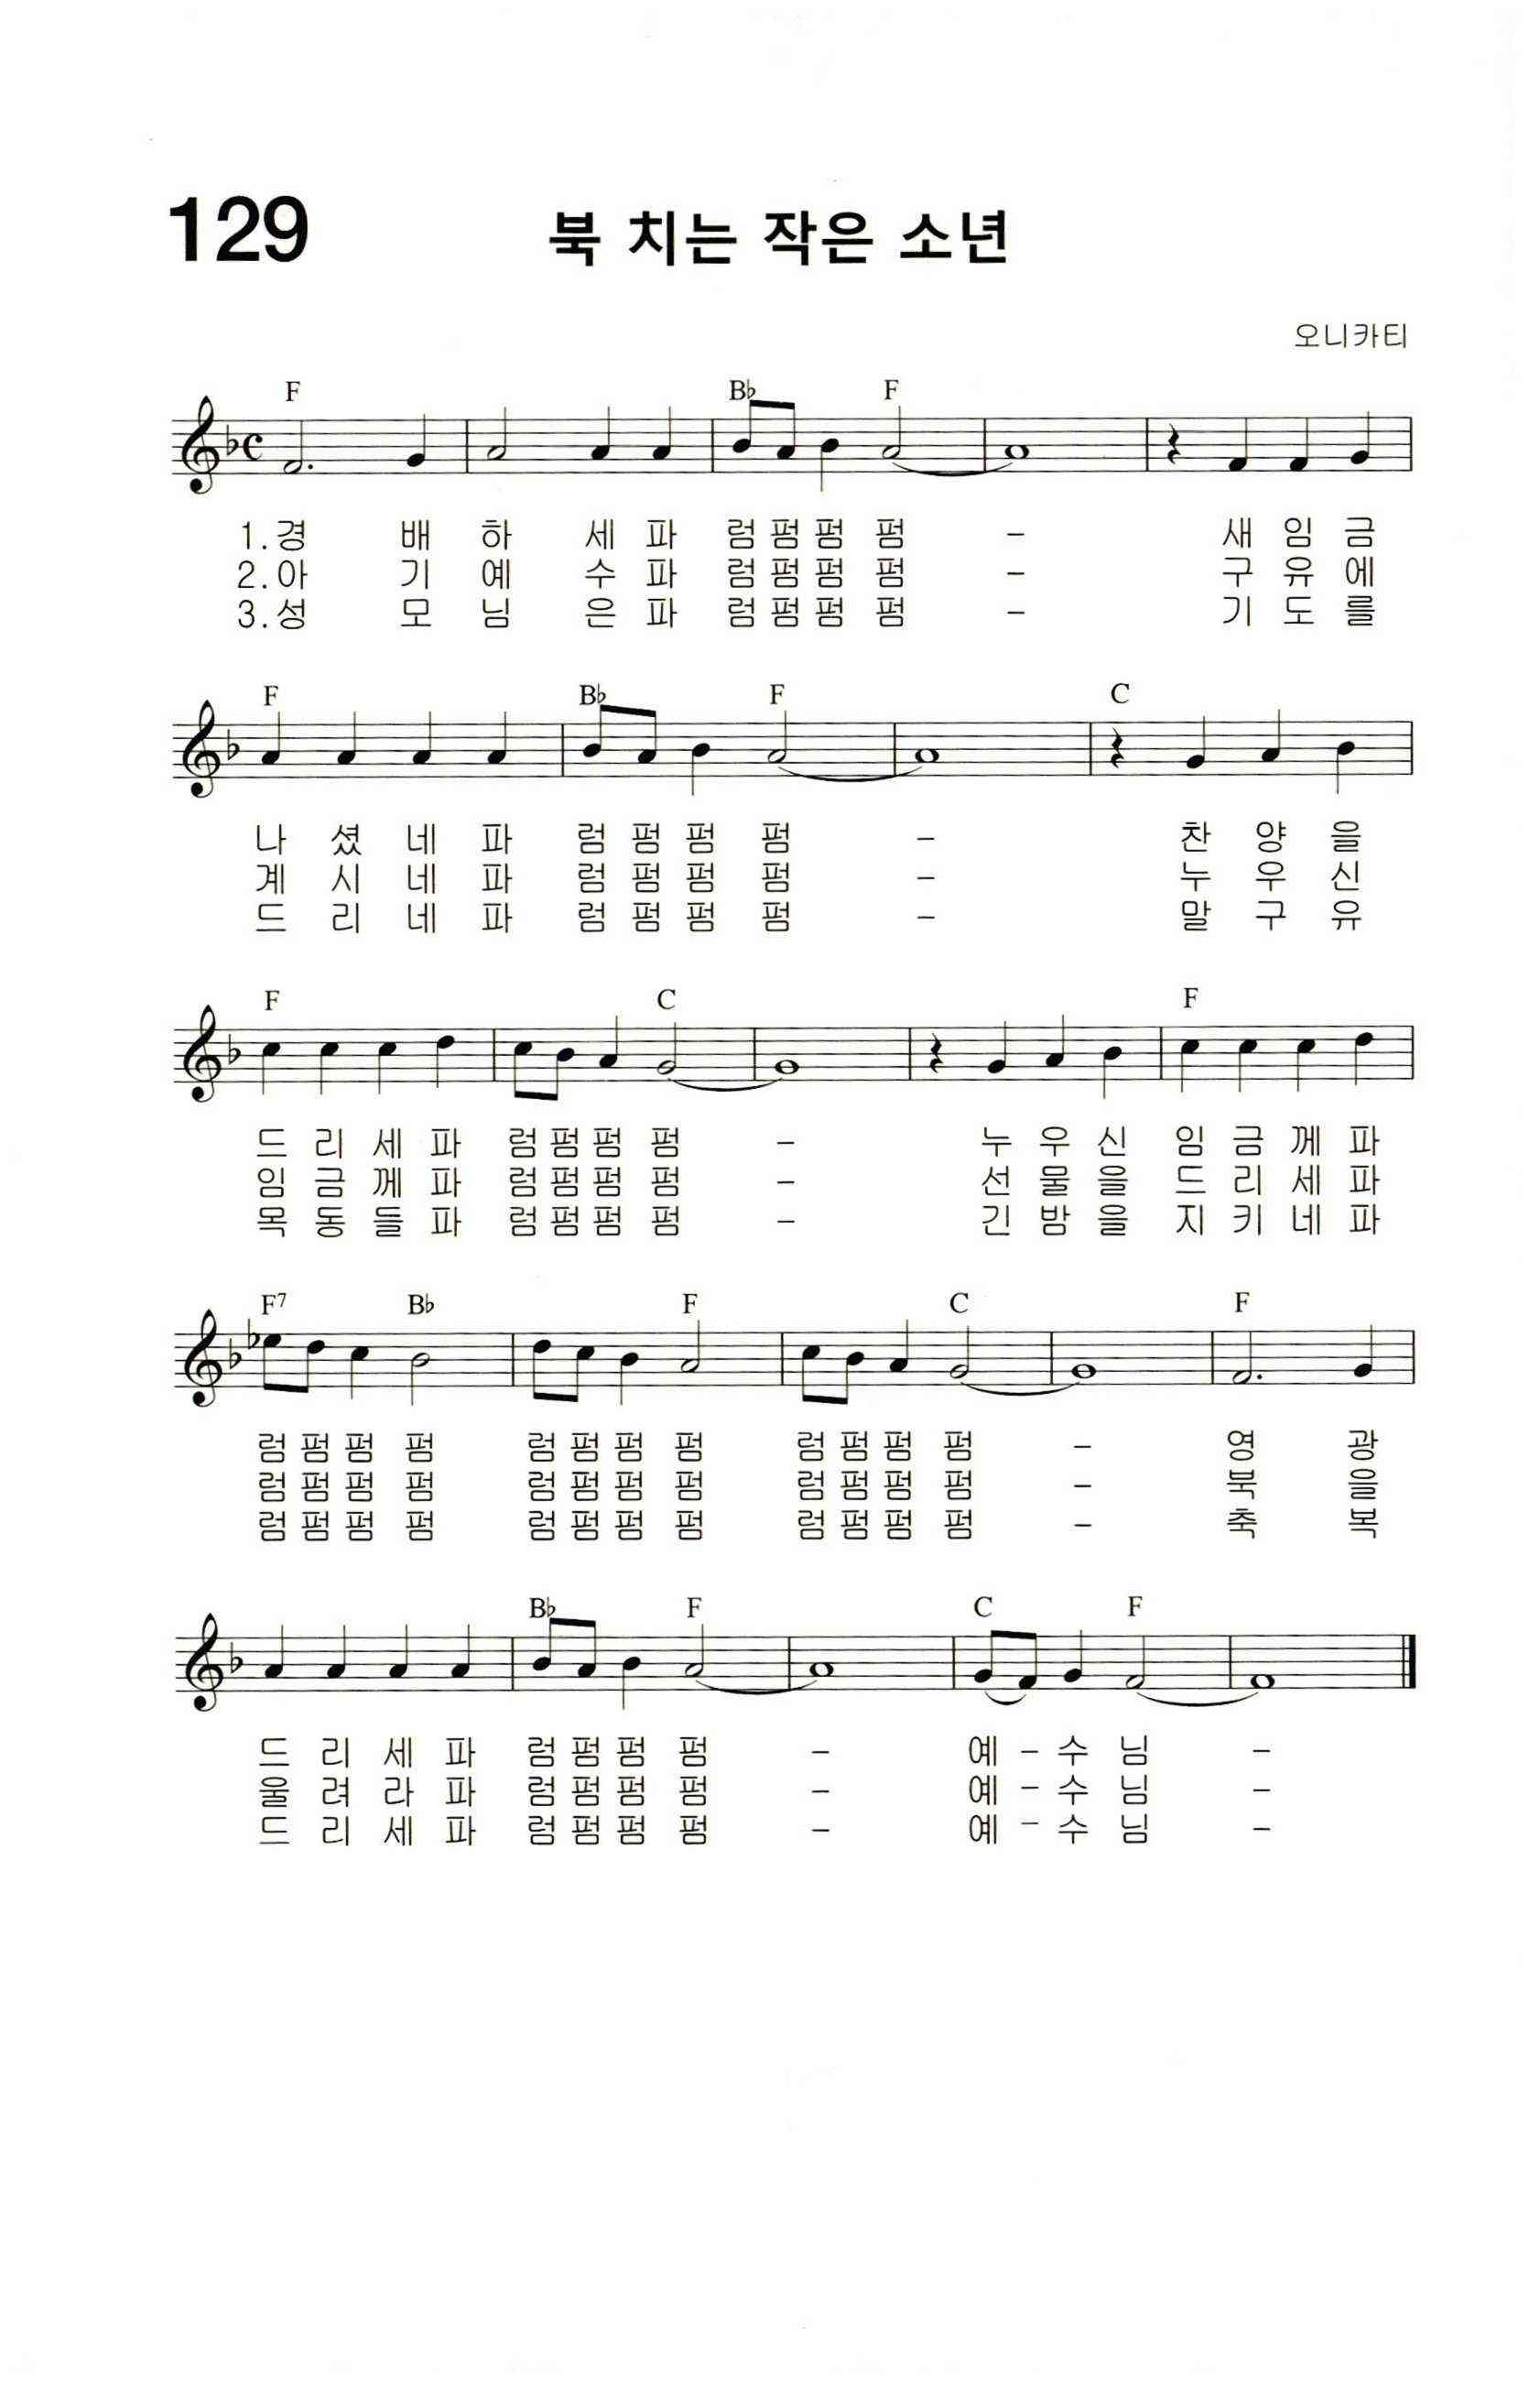 129 북 치는 작은 소년
오니카티
F B♭ F
1.경 배 하 세 파 럼 펌 펌 펌 - 새 임 금
2.아 기 예 수 파 럼 펌 펌 펌 - 구 유 에
3.성 모 님 은 파 럼 펌 펌 펌 - 기 도 를
F B♭ F C
나 셨 네 파 럼 펌 펌 펌 - 찬 양 을
계 시 네 파 럼 펌 펌 펌 - 누 우 신
드 리 네 파 럼 펌 펌 펌 - 말 구 유
F C F
드 리 세 파 럼 펌 펌 펌 - 누 우 신 임 금 께 파
임 금 께 파 럼 펌 펌 펌 - 선 물 을 드 리 세 파
목 동 들 파 럼 펌 펌 펌 - 긴 밤 을 지 키 네 파
F7 B♭ F C F
럼 펌 펌 펌 럼 펌 펌 펌 럼 펌 펌 펌 - 영 광
럼 펌 펌 펌 럼 펌 펌 펌 럼 펌 펌 펌 - 북 을
럼 펌 펌 펌 럼 펌 펌 펌 럼 펌 펌 펌 - 축 복
B♭ F C F
드 리 세 파 럼 펌 펌 펌 - 예 - 수 님 -
울 려 라 파 럼 펌 펌 펌 - 예 - 수 님 -
드 리 세 파 럼 펌 펌 펌 - 예 - 수 님 -